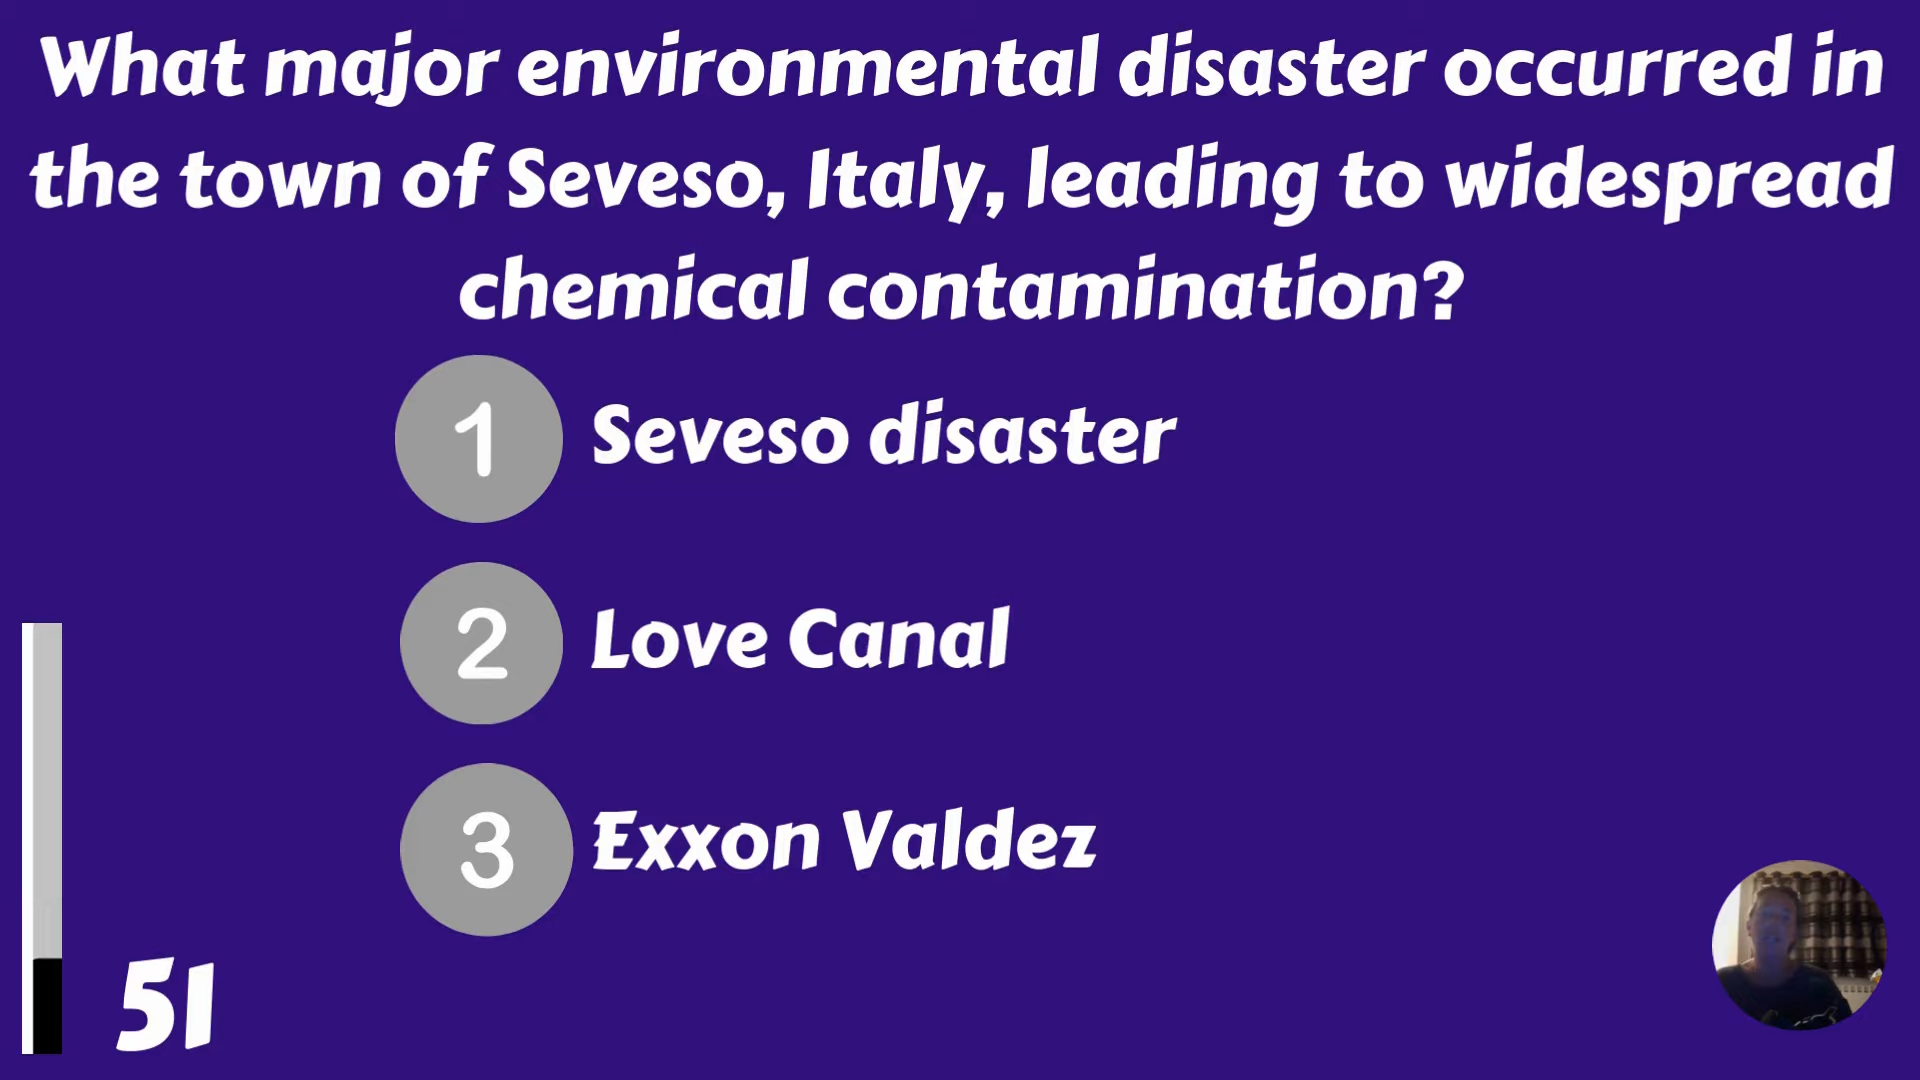 What major environmental disaster occurred in
the town of Seveso, Italy, leading to widespread
chemical contamination?
1 Seveso disaster
2 Love Canal
3 Exxon Valdez
51